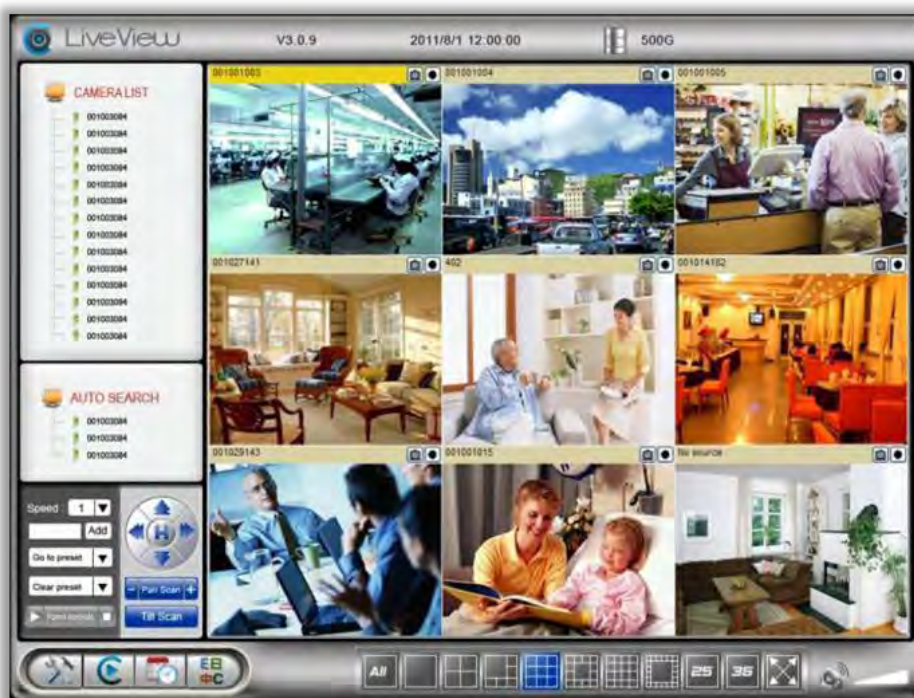 LiveView
V3.0.9
2011/8/1 12:00:00
500G
CAMERA LIST
001003084
001003084
001003084
001003084
001003084
001003084
001003084
001003084
001003084
001003084
001003084
001003084
001003084
001003084
AUTO SEARCH
001003084
001003084
001003084
Speed 1
Add
Go to preset
Clear preset
H
Pan Scan
Tilt Scan
001001003
001001004
001001005
001027141
402
001014182
001029143
001001015
No source
All
25
36